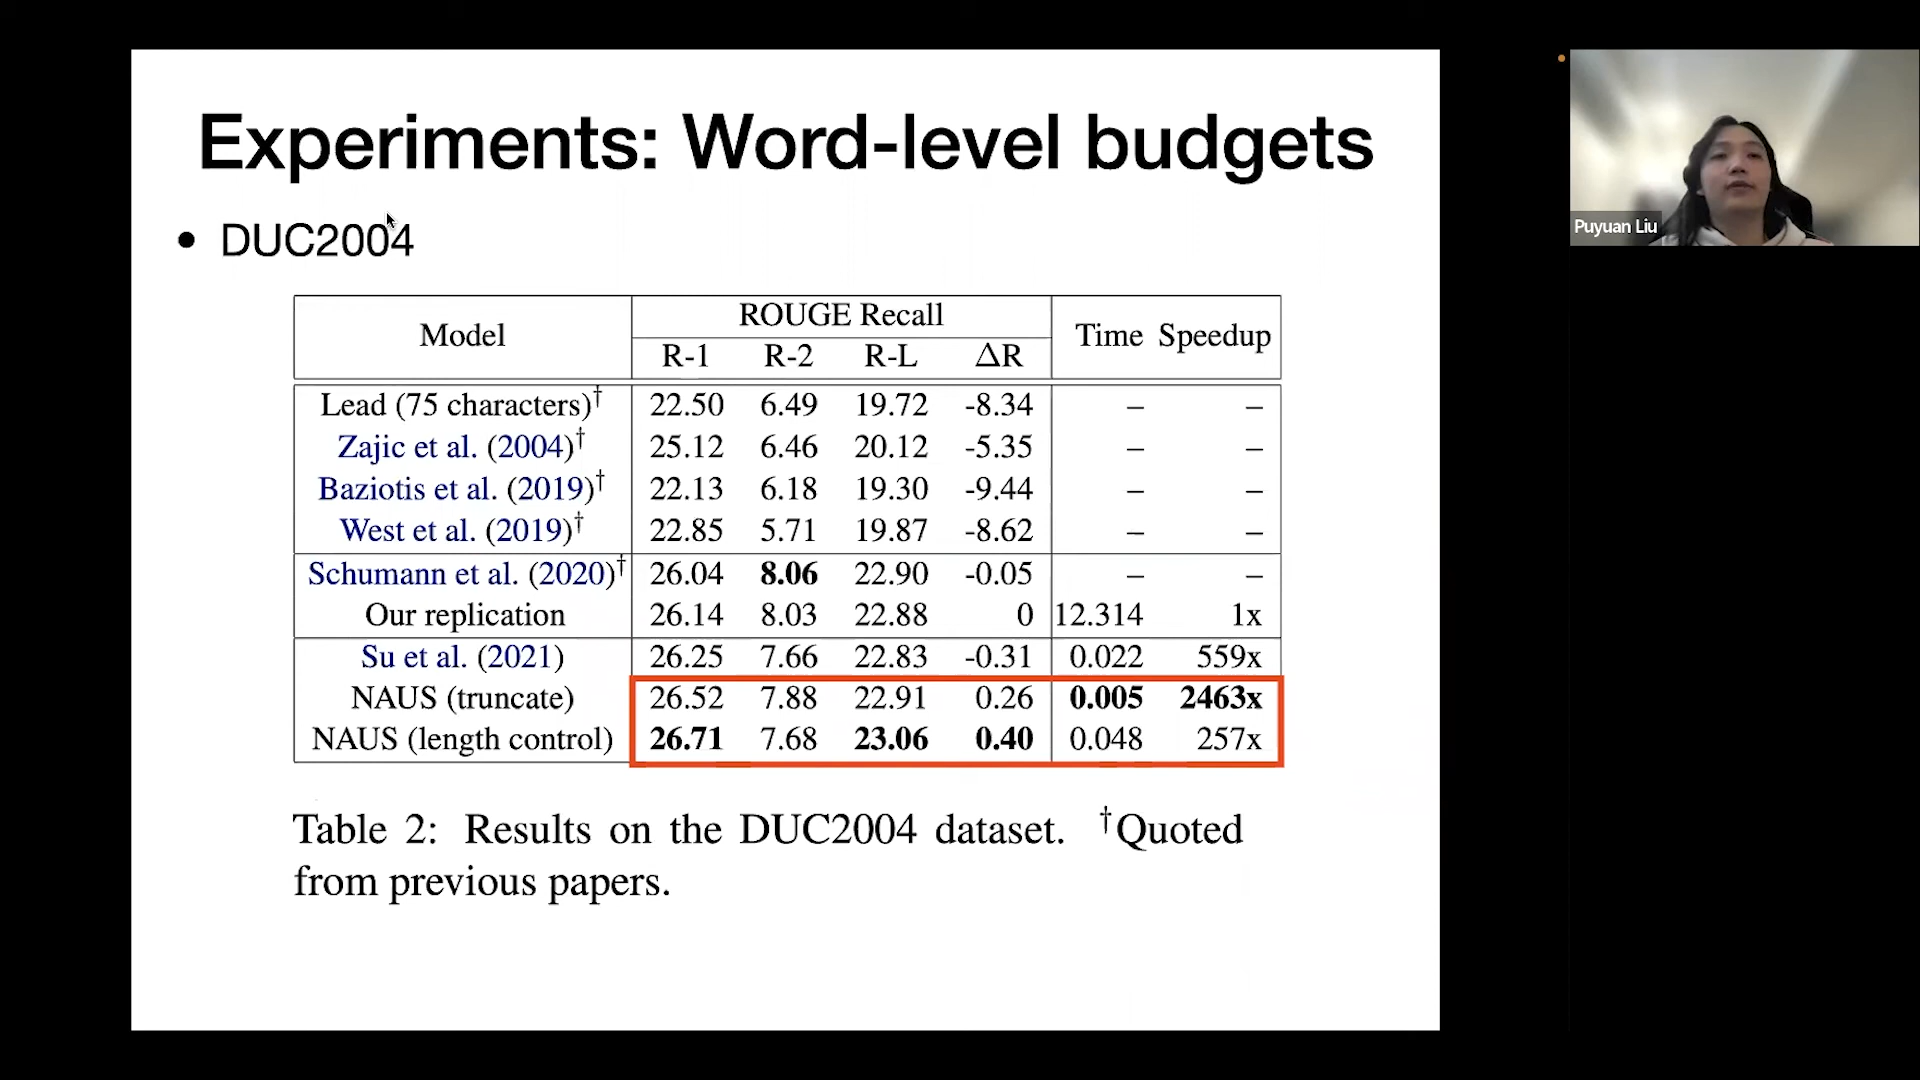 Experiments: Word-level budgets
• DUC2004
Model ROUGE Recall Time Speedup
R-1 R-2 R-L ΔR
Lead (75 characters)† 22.50 6.49 19.72 -8.34 – –
Zajic et al. (2004)† 25.12 6.46 20.12 -5.35 – –
Baziotis et al. (2019)† 22.13 6.18 19.30 -9.44 – –
West et al. (2019)† 22.85 5.71 19.87 -8.62 – –
Schumann et al. (2020)† 26.04 8.06 22.90 -0.05 – –
Our replication 26.14 8.03 22.88 0 12.314 1x
Su et al. (2021) 26.25 7.66 22.83 -0.31 0.022 559x
NAUS (truncate) 26.52 7.88 22.91 0.26 0.005 2463x
NAUS (length control) 26.71 7.68 23.06 0.40 0.048 257x
Table 2: Results on the DUC2004 dataset. †Quoted
from previous papers.
Puyuan Liu